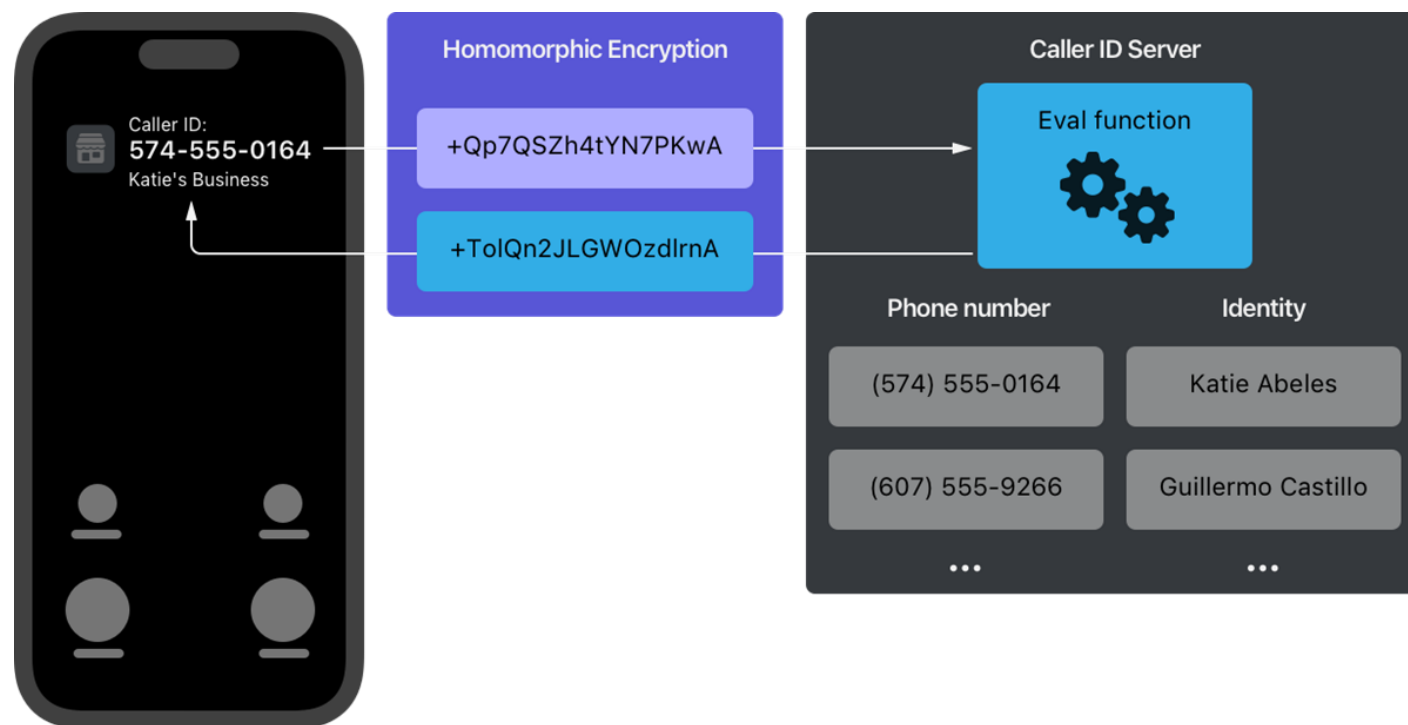 Caller ID:
574-555-0164
Katie's Business
Homomorphic Encryption
+Qp7QSZh4tYN7PKwA
+TolQn2JLGWOzdlrnA
Caller ID Server
Eval function
Phone number
Identity
(574) 555-0164
Katie Abeles
(607) 555-9266
Guillermo Castillo
...
...